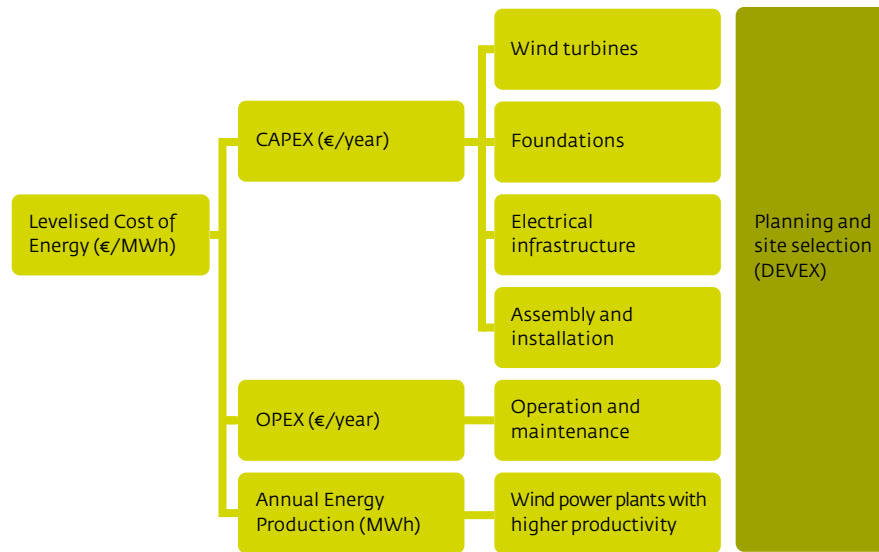 Levelised Cost of
Energy (€/MWh)
CAPEX (€/year)
Wind turbines
Foundations
Electrical
infrastructure
Assembly and
installation
OPEX (€/year)
Operation and
maintenance
Annual Energy
Production (MWh)
Wind power plants with
higher productivity
Planning and
site selection
(DEVEX)